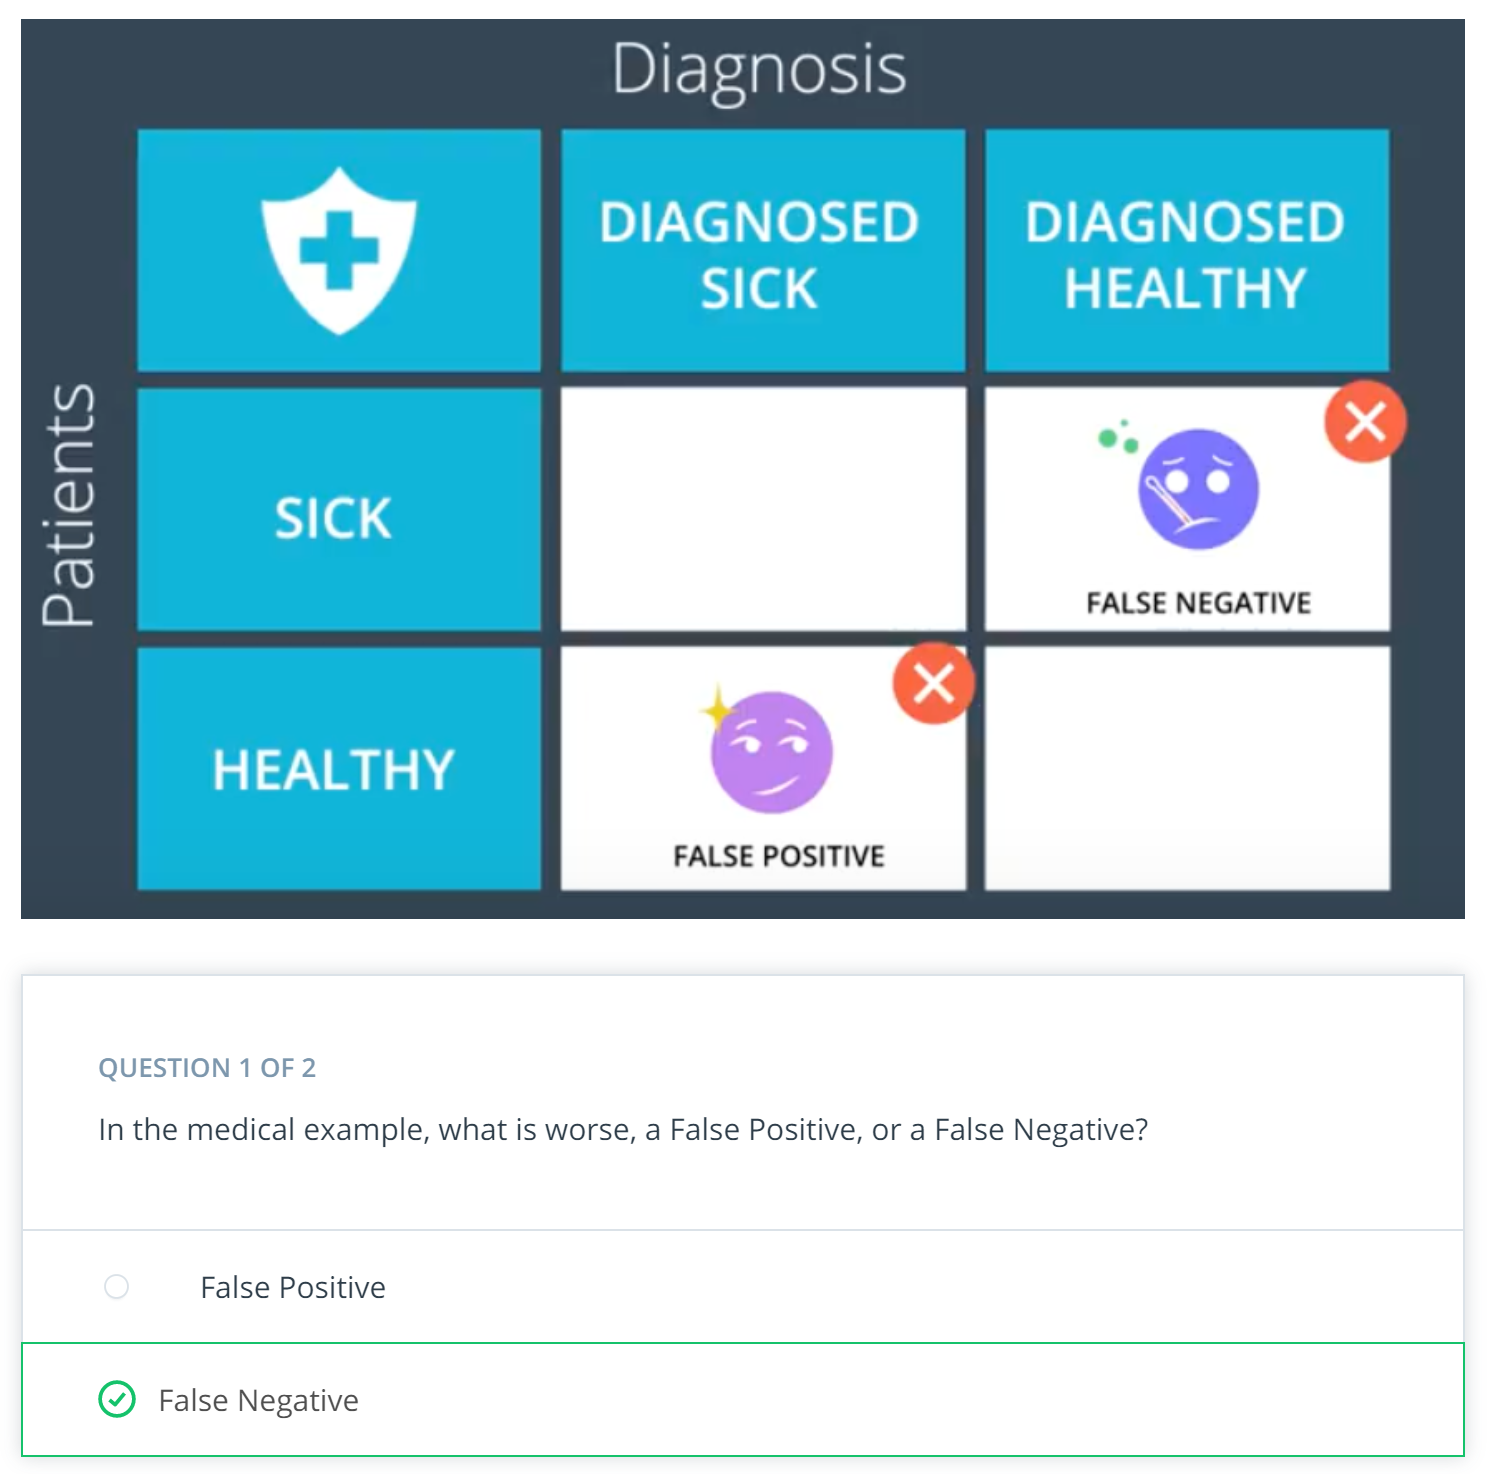 Diagnosis
DIAGNOSED
SICK
DIAGNOSED
HEALTHY
Patients
SICK
FALSE NEGATIVE
HEALTHY
FALSE POSITIVE
QUESTION 1 OF 2
In the medical example, what is worse, a False Positive, or a False Negative?
False Positive
False Negative